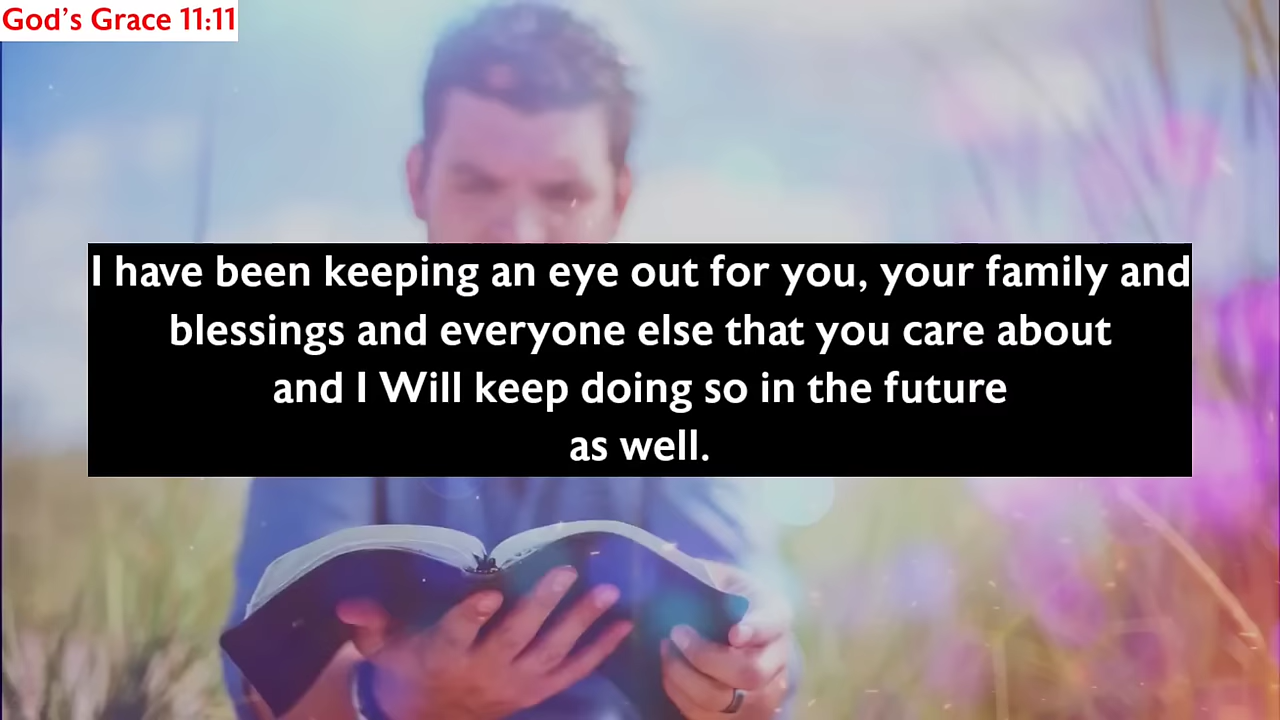 God's Grace 11:11
I have been keeping an eye out for you, your family and
blessings and everyone else that you care about
and I Will keep doing so in the future
as well.